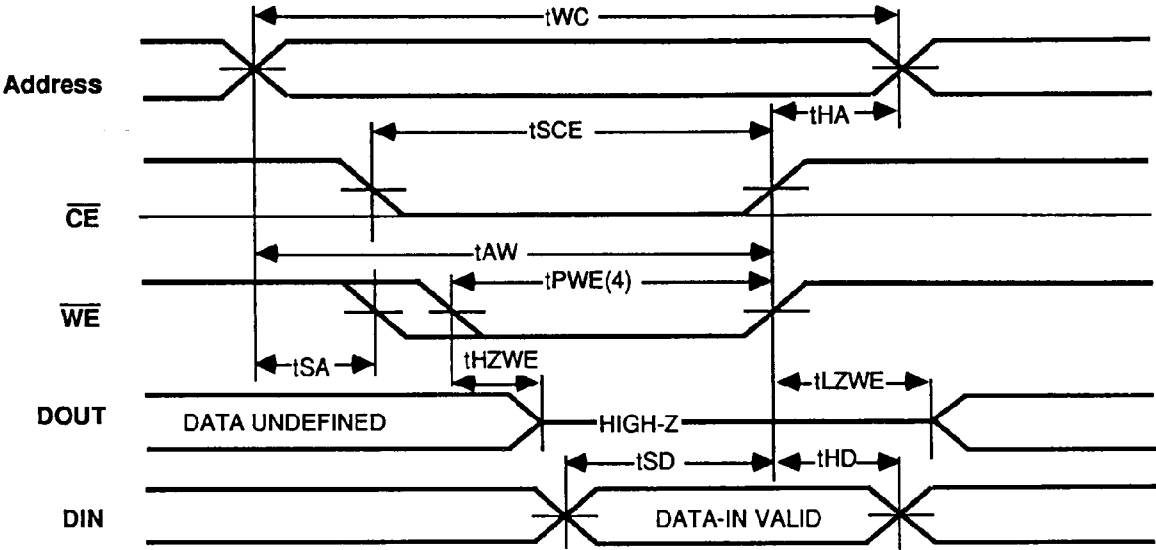 tWC
Address
tHA
tSCE
CE
tAW
tPWE(4)
WE
tHZWE
tSA
tLZWE
DOUT
DATA UNDEFINED
HIGH-Z
tSD
tHD
DIN
DATA-IN VALID